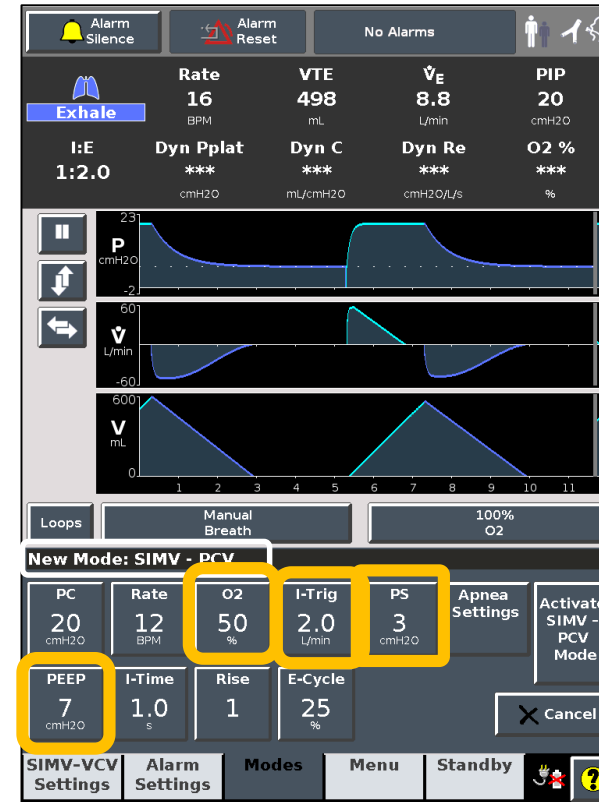 Alarm Silence
Alarm Reset
No Alarms
Exhale
Rate
16
BPM
VTE
498
mL
V̇E
8.8
L/min
PIP
20
cmH2O
I:E
1:2.0
Dyn Pplat
***
cmH2O
Dyn C
***
mL/cmH2O
Dyn Re
***
cmH2O/L/s
O2 %
***
%
P
cmH2O
23
-2
V̇
L/min
60
-60
V
mL
600
0
1 2 3 4 5 6 7 8 9 10 11
Loops
Manual Breath
100% O2
New Mode: SIMV - PCV
PC
20
cmH2O
Rate
12
BPM
O2
50
%
I-Trig
2.0
L/min
PS
3
cmH2O
Apnea Settings
Activate SIMV - PCV Mode
PEEP
7
cmH2O
I-Time
1.0
s
Rise
1
E-Cycle
25
%
Cancel
SIMV-VCV Settings
Alarm Settings
Modes
Menu
Standby
?